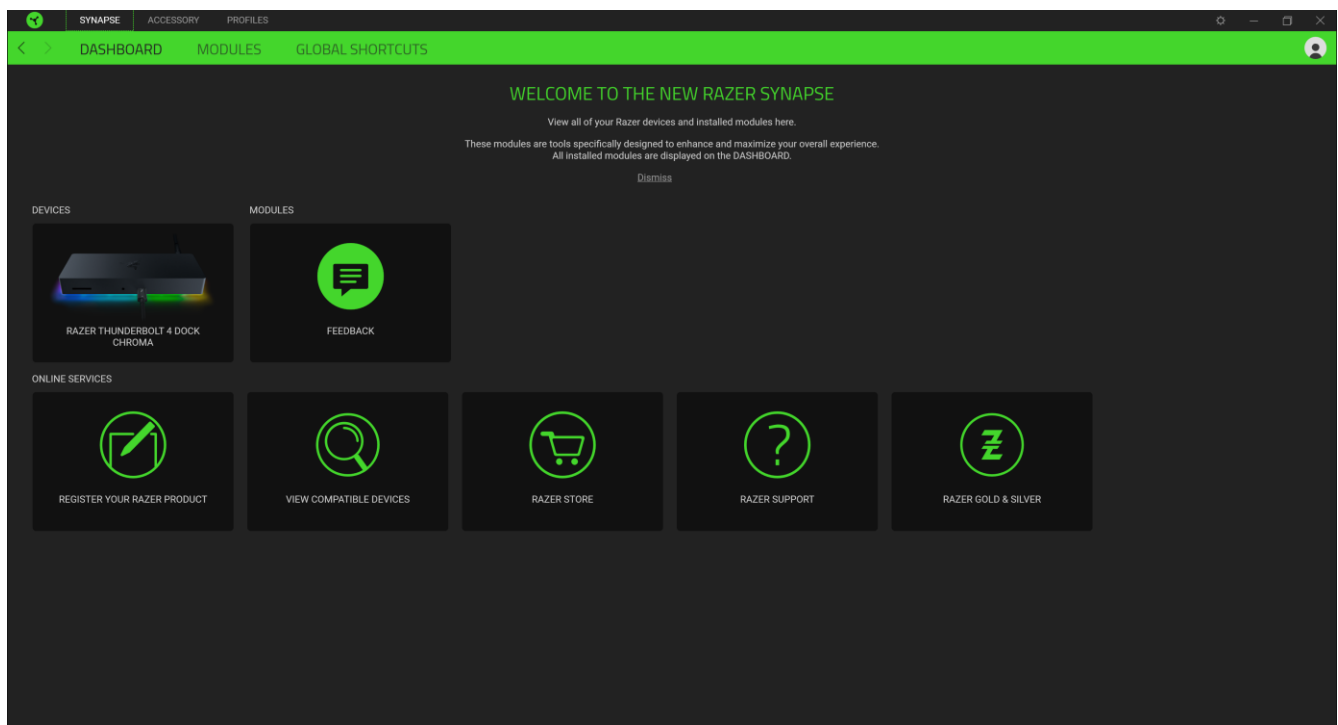 SYNAPSE ACCESSORY PROFILES
DASHBOARD MODULES GLOBAL SHORTCUTS
WELCOME TO THE NEW RAZER SYNAPSE
View all of your Razer devices and installed modules here.
These modules are tools specifically designed to enhance and maximize your overall experience.
All installed modules are displayed on the DASHBOARD.
Dismiss
DEVICES
MODULES
RAZER THUNDERBOLT 4 DOCK
CHROMA
FEEDBACK
ONLINE SERVICES
REGISTER YOUR RAZER PRODUCT
VIEW COMPATIBLE DEVICES
RAZER STORE
RAZER SUPPORT
RAZER GOLD & SILVER